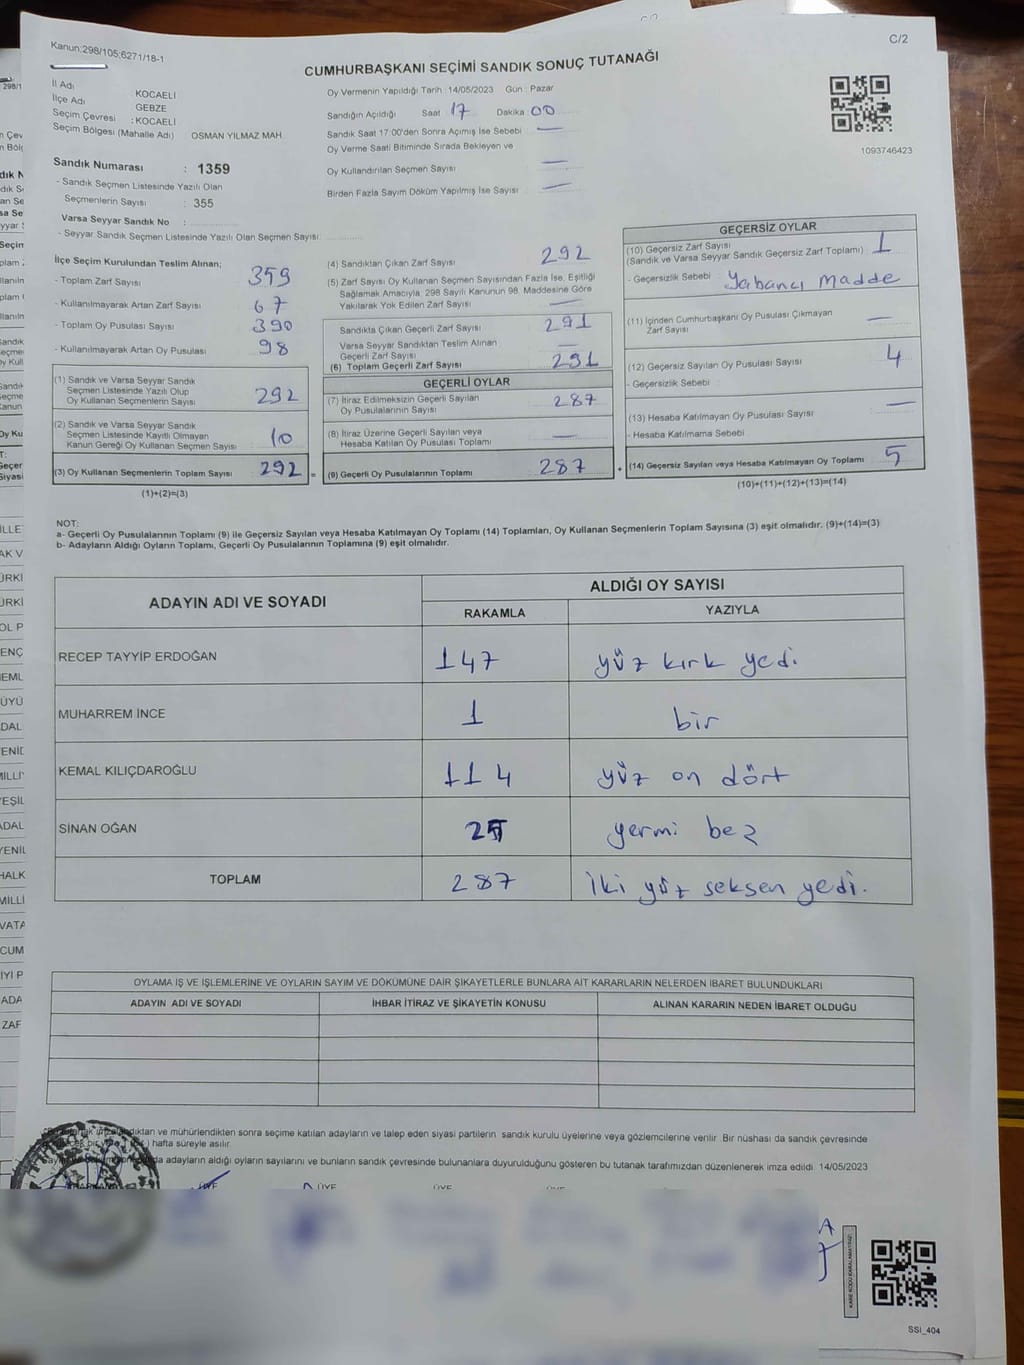 C/2
Kanun:298/105;6271/18-1
CUMHURBAŞKANI SEÇİMİ SANDIK SONUÇ TUTANAĞI
İl Adı KOCAELİ
İlçe Adı GEBZE
Seçim Çevresi : KOCAELİ
Seçim Bölgesi (Mahalle Adı) OSMAN YILMAZ MAH
Sandık Numarası : 1359
- Sandık Seçmen Listesinde Yazılı Olan
Seçmenlerin Sayısı : 355
Varsa Seyyar Sandık No :
- Seyyar Sandık Seçmen Listesinde Yazılı Olan Seçmen Sayısı:
Oy Vermenin Yapıldığı Tarih : 14/05/2023 Gün : Pazar
Sandığın Açıldığı Saat 17 Dakika 00
Sandık Saat 17:00'den Sonra Açımış İse Sebebi —
Oy Verme Saati Bitiminde Sırada Bekleyen ve
Oy Kullandırılan Seçmen Sayısı —
Birden Fazla Sayım Döküm Yapılmış İse Sayısı —
1093746423
İlçe Seçim Kurulundan Teslim Alınan;
- Toplam Zarf Sayısı 359
- Kullanılmayarak Artan Zarf Sayısı 67
- Toplam Oy Pusulası Sayısı 390
- Kullanılmayarak Artan Oy Pusulası 98
(1) Sandık ve Varsa Seyyar Sandık
Seçmen Listesinde Yazılı Olup
Oy Kullanan Seçmenlerin Sayısı 292
(2) Sandık ve Varsa Seyyar Sandık
Seçmen Listesinde Kayıtlı Olmayan
Kanun Gereği Oy Kullanan Seçmen Sayısı 10
(3) Oy Kullanan Seçmenlerin Toplam Sayısı 292 =
(1)+(2)=(3)
(4) Sandıktan Çıkan Zarf Sayısı 292
(5) Zarf Sayısı Oy Kullanan Seçmen Sayısından Fazla İse, Eşitliği
Sağlamak Amacıyla, 298 Sayılı Kanunun 98. Maddesine Göre
Yakılarak Yok Edilen Zarf Sayısı —
Sandıkta Çıkan Geçerli Zarf Sayısı 291
Varsa Seyyar Sandıktan Teslim Alınan
Geçerli Zarf Sayısı —
(6) Toplam Geçerli Zarf Sayısı 291
GEÇERLİ OYLAR
(7) İtiraz Edilmeksizin Geçerli Sayılan
Oy Pusulalarının Sayısı 287
(8) İtiraz Üzerine Geçerli Sayılan veya
Hesaba Katılan Oy Pusulası Toplamı —
(9) Geçerli Oy Pusulalarının Toplamı 287 +
GEÇERSİZ OYLAR
(10) Geçersiz Zarf Sayısı 1
(Sandık ve Varsa Seyyar Sandık Geçersiz Zarf Toplamı)
- Geçersizlik Sebebi : Yabancı Madde
(11) İçinden Cumhurbaşkanı Oy Pusulası Çıkmayan
Zarf Sayısı —
(12) Geçersiz Sayılan Oy Pusulası Sayısı 4
- Geçersizlik Sebebi :
(13) Hesaba Katılmayan Oy Pusulası Sayısı —
- Hesaba Katılmama Sebebi :
(14) Geçersiz Sayılan veya Hesaba Katılmayan Oy Toplamı 5
(10)+(11)+(12)+(13)=(14)
NOT:
a- Geçerli Oy Pusulalarının Toplamı (9) ile Geçersiz Sayılan veya Hesaba Katılmayan Oy Toplamı (14) Toplamları, Oy Kullanan Seçmenlerin Toplam Sayısına (3) eşit olmalıdır. (9)+(14)=(3)
b- Adayların Aldığı Oyların Toplamı, Geçerli Oy Pusulalarının Toplamına (9) eşit olmalıdır.
ADAYIN ADI VE SOYADI ALDIĞI OY SAYISI
RAKAMLA YAZIYLA
RECEP TAYYİP ERDOĞAN 147 yüz kırk yedi
MUHARREM İNCE 1 bir
KEMAL KILIÇDAROĞLU 114 yüz on dört
SİNAN OĞAN 25 yermi beş
TOPLAM 287 iki yüz seksen yedi.
OYLAMA İŞ VE İŞLEMLERİNE VE OYLARIN SAYIM VE DÖKÜMÜNE DAİR ŞİKAYETLERLE BUNLARA AİT KARARLARIN NELERDEN İBARET BULUNDUKLARI
ADAYIN ADI VE SOYADI İHBAR İTİRAZ VE ŞİKAYETİN KONUSU ALINAN KARARIN NEDEN İBARET OLDUĞU
ve mühürlendikten sonra seçime katılan adayların ve talep eden siyasi partilerin sandık kurulu üyelerine veya gözlemcilerine verilir. Bir nüshası da sandık çevresinde
hafta süreyle asılır.
adayların aldığı oyların sayılarını ve bunların sandık çevresinde bulunanlara duyurulduğunu gösteren bu tutanak tarafımızdan düzenlenerek imza edildi. 14/05/2023
ÜYE ÜYE ÜYE ÜYE
KARE KODU KARALAMAYINIZ!
SSİ_404